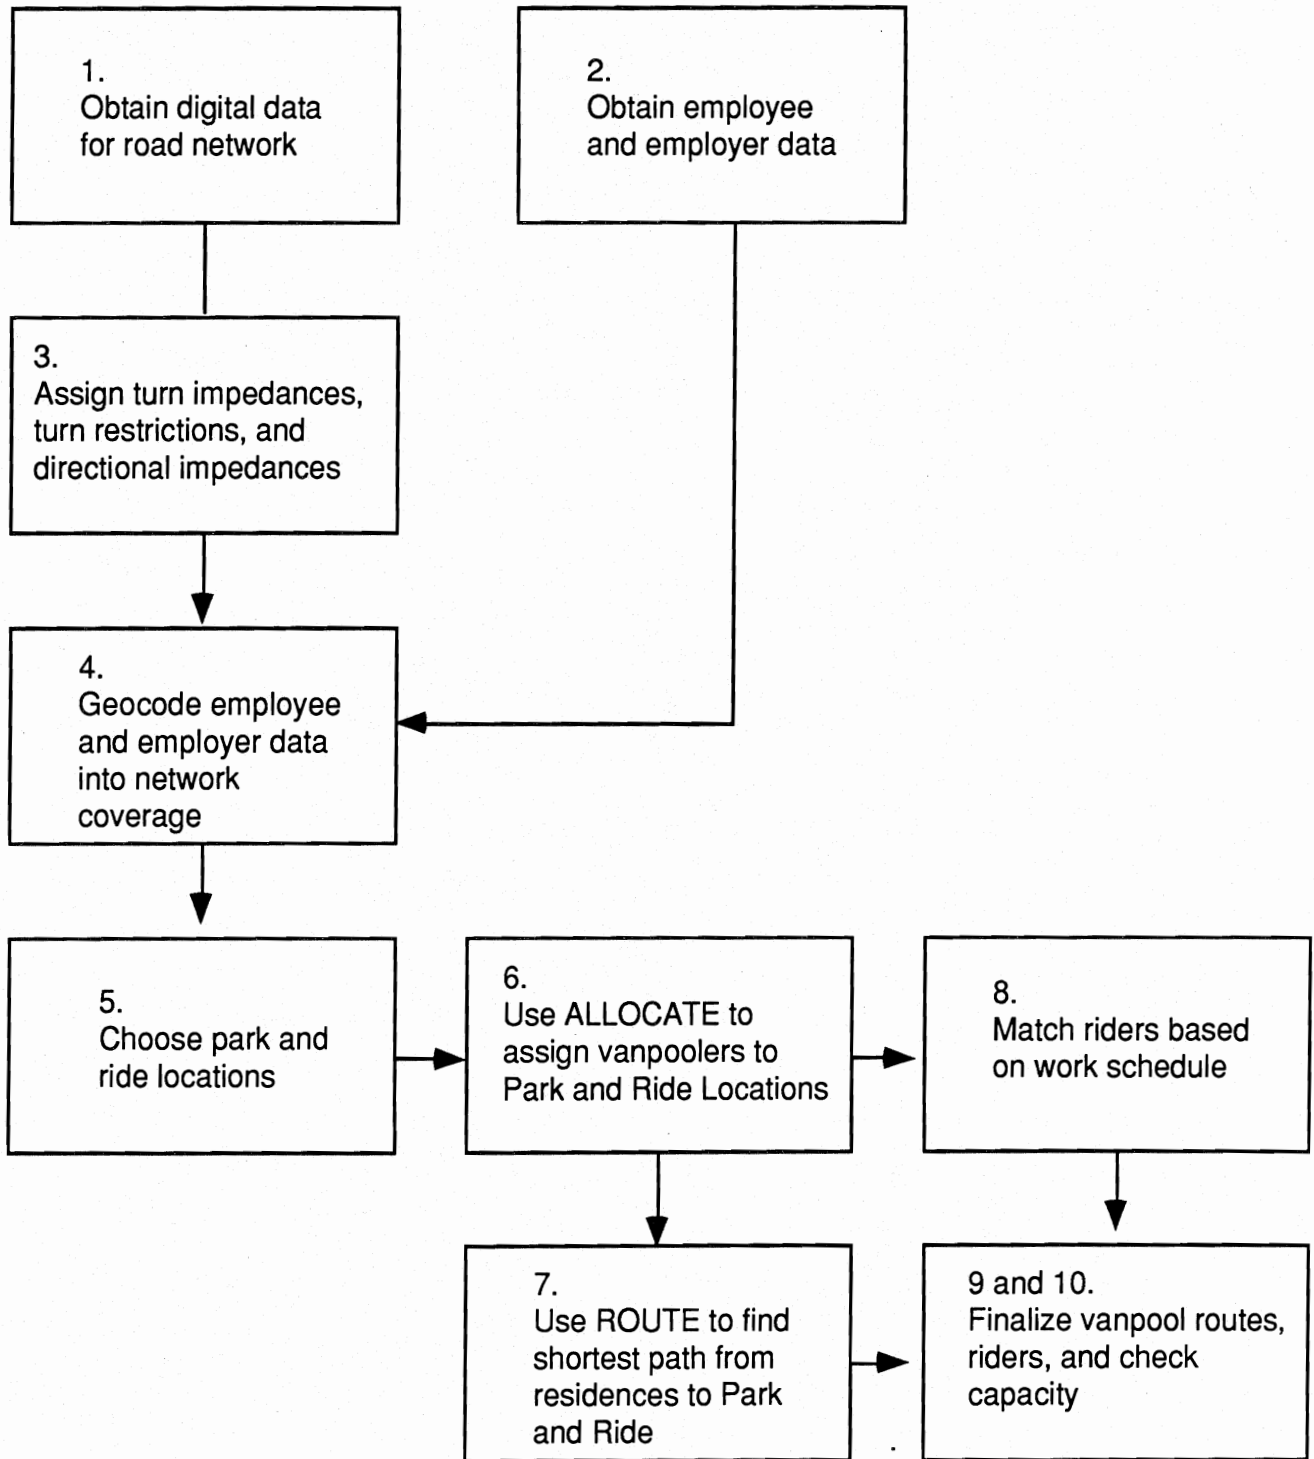 1.
Obtain digital data
for road network
2.
Obtain employee
and employer data
3.
Assign turn impedances,
turn restrictions, and
directional impedances
4.
Geocode employee
and employer data
into network
coverage
5.
Choose park and
ride locations
6.
Use ALLOCATE to
assign vanpoolers to
Park and Ride Locations
8.
Match riders based
on work schedule
7.
Use ROUTE to find
shortest path from
residences to Park
and Ride
9 and 10.
Finalize vanpool routes,
riders, and check
capacity